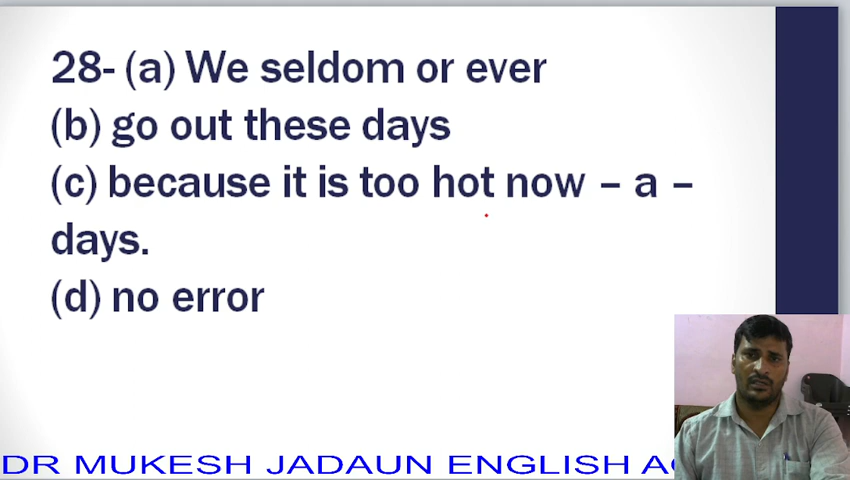 28- (a) We seldom or ever
(b) go out these days
(c) because it is too hot now – a –
days.
(d) no error
DR MUKESH JADAUN ENGLISH